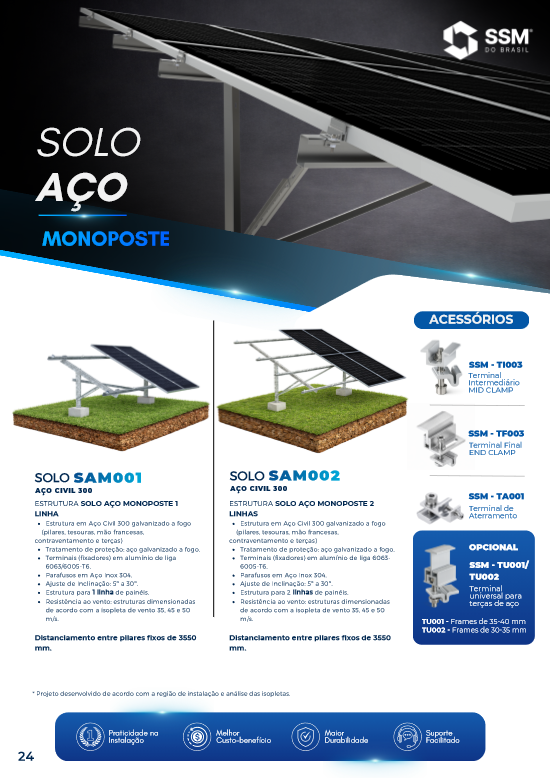 SSM®
DO BRASIL
SOLO
AÇO
MONOPOSTE
ACESSÓRIOS
SSM - TI003
Terminal
Intermediário
MID CLAMP
SSM - TF003
Terminal Final
END CLAMP
SSM - TA001
Terminal de
Aterramento
OPCIONAL
SSM - TU001/
TU002
Terminal
universal para
terças de aço
TU001 - Frames de 35-40 mm
TU002 - Frames de 30-35 mm
SOLO SAM001
AÇO CIVIL 300
ESTRUTURA SOLO AÇO MONOPOSTE 1
LINHA
• Estrutura em Aço Civil 300 galvanizado a fogo
(pilares, tesouras, mão francesas,
contraventamento e terças)
• Tratamento de proteção: aço galvanizado a fogo.
• Terminais (fixadores) em alumínio de liga
6063/6005-T6.
• Parafusos em Aço Inox 304.
• Ajuste de Inclinação: 5° a 30°.
• Estrutura para 1 linha de painéis.
• Resistência ao vento: estruturas dimensionadas
de acordo com a isopleta de vento 35, 45 e 50
m/s.
Distanciamento entre pilares fixos de 3550
mm.
SOLO SAM002
AÇO CIVIL 300
ESTRUTURA SOLO AÇO MONOPOSTE 2
LINHAS
• Estrutura em Aço Civil 300 galvanizado a fogo
(pilares, tesouras, mão francesas,
contraventamento e terças)
• Tratamento de proteção: aço galvanizado a fogo.
• Terminais (fixadores) em alumínio de liga 6063-
6005-T6.
• Parafusos em Aço Inox 304.
• Ajuste de Inclinação: 5° a 30°.
• Estrutura para 2 linhas de painéis.
• Resistência ao vento: estruturas dimensionadas
de acordo com a isopleta de vento 35, 45 e 50
m/s.
Distanciamento entre pilares fixos de 3550
mm.
* Projeto desenvolvido de acordo com a região de instalação e análise das isopletas.
Praticidade na
Instalação
Melhor
Custo-benefício
Maior
Durabilidade
Suporte
Facilitado
24